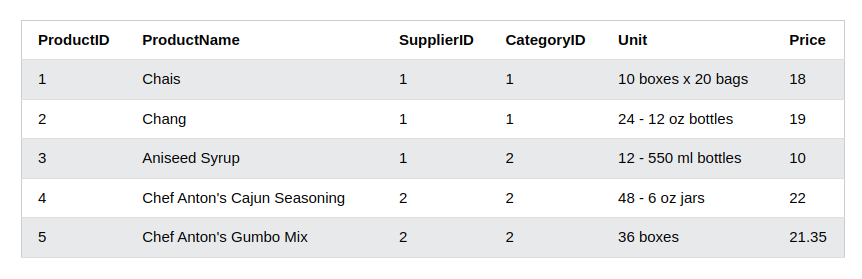 ProductID ProductName SupplierID CategoryID Unit Price
1 Chais 1 1 10 boxes x 20 bags 18
2 Chang 1 1 24 - 12 oz bottles 19
3 Aniseed Syrup 1 2 12 - 550 ml bottles 10
4 Chef Anton's Cajun Seasoning 2 2 48 - 6 oz jars 22
5 Chef Anton's Gumbo Mix 2 2 36 boxes 21.35